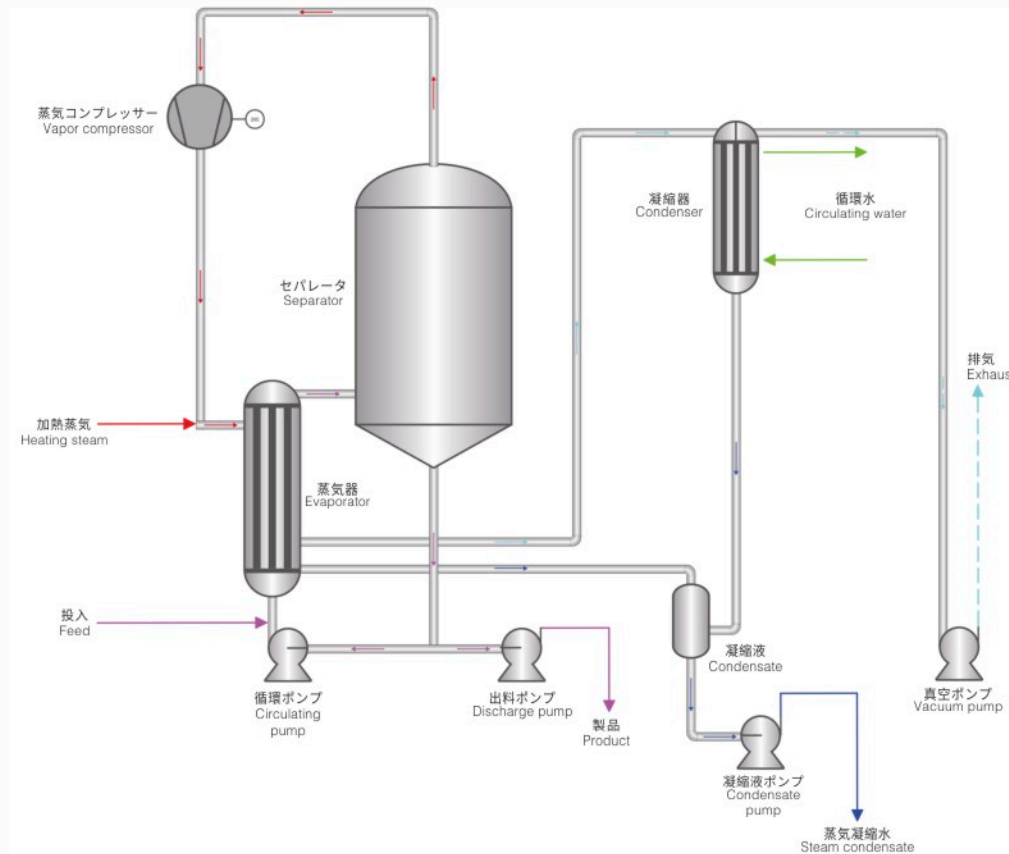 蒸気コンプレッサー
Vapor compressor
凝縮器
Condenser
循環水
Circulating water
セパレータ
Separator
排気
Exhaus
加熱蒸気
Heating steam
蒸気器
Evaporator
投入
Feed
循環ポンプ
Circulating
pump
出料ポンプ
Discharge pump
製品
Product
凝縮液
Condensate
真空ポンプ
Vacuum pump
凝縮液ポンプ
Condensate
pump
蒸気凝縮水
Steam condensate